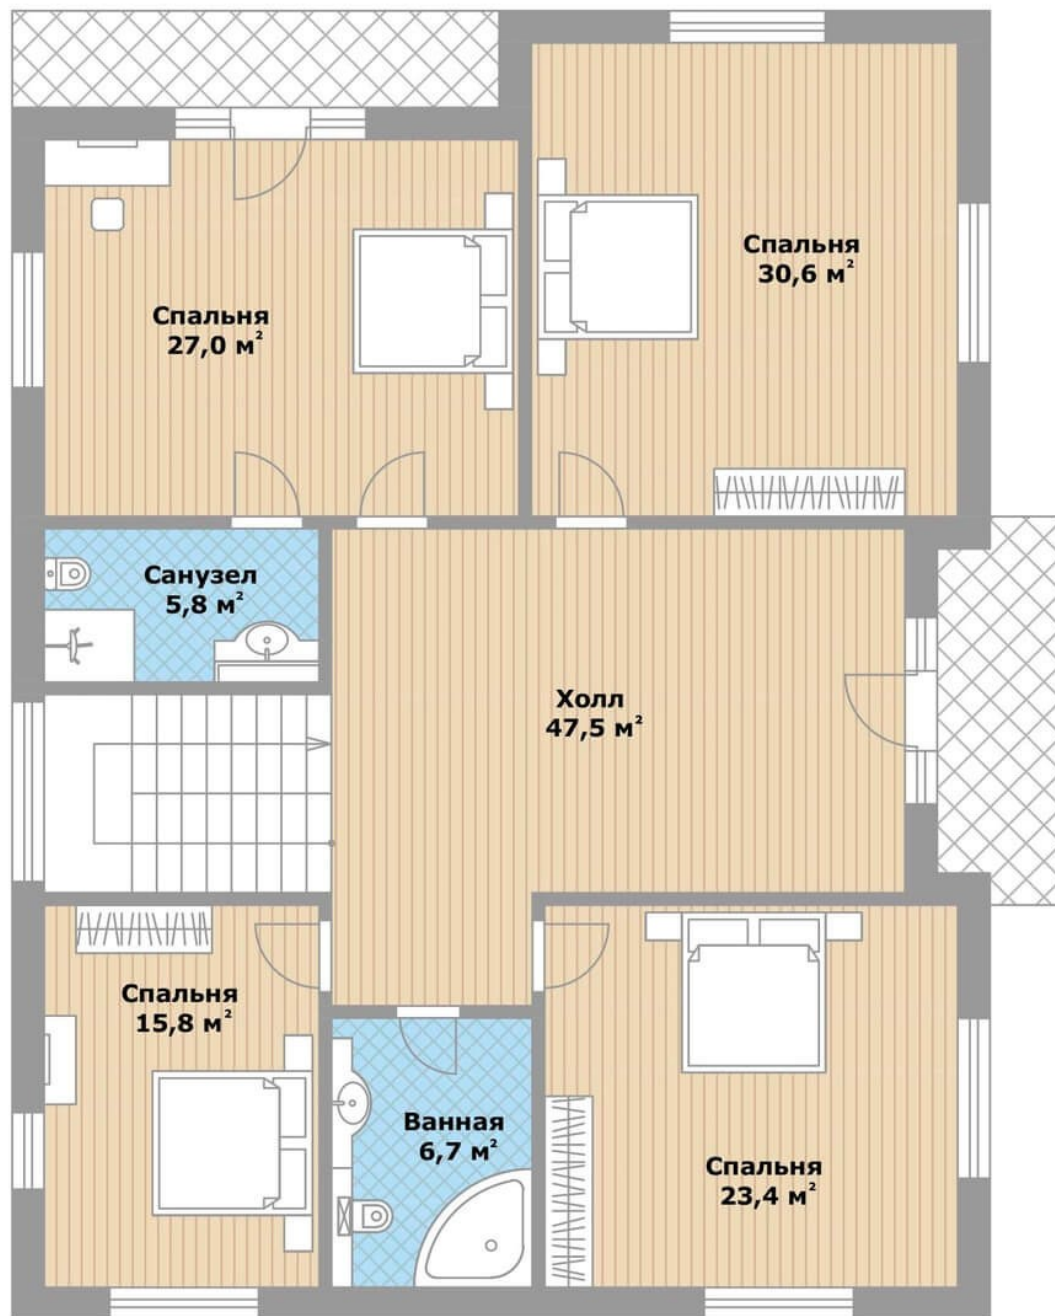 Спальня
30,6 м²
Спальня
27,0 м²
Санузел
5,8 м²
Холл
47,5 м²
Спальня
15,8 м²
Ванная
6,7 м²
Спальня
23,4 м²